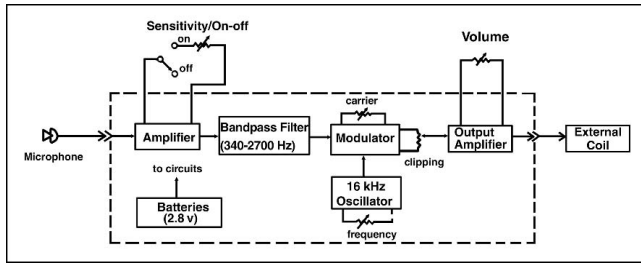 Sensitivity/On-off
on
off
Volume
carrier
Microphone
Amplifier
Bandpass Filter
(340-2700 Hz)
Modulator
clipping
Output
Amplifier
External
Coil
to circuits
Batteries
(2.8 v)
16 kHz
Oscillator
frequency